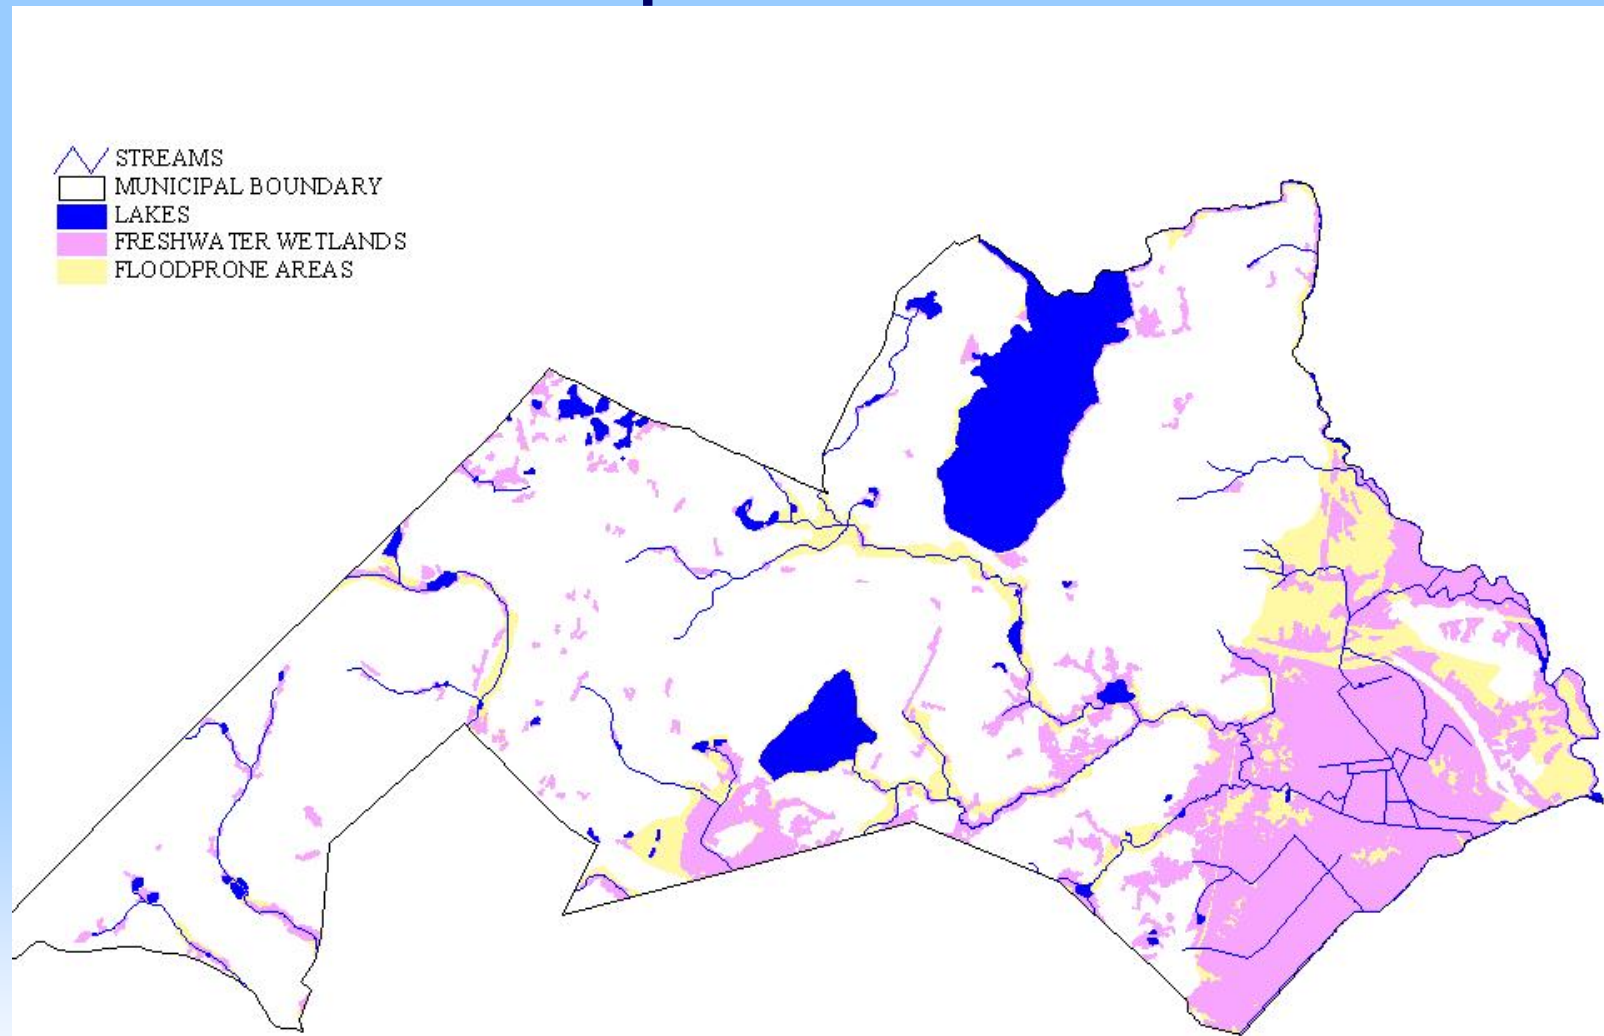 STREAMS
MUNICIPAL BOUNDARY
LAKES
FRESHWATER WETLANDS
FLOODPRONE AREAS